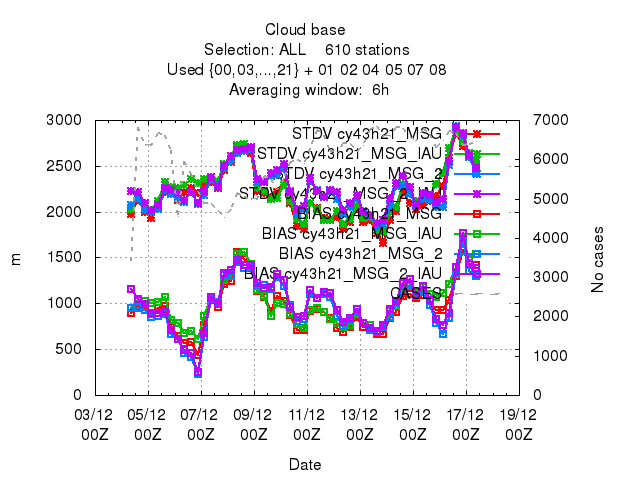 Cloud base
Selection: ALL    610 stations
Used {00,03,...,21} + 01 02 04 05 07 08
Averaging window:  6h
3000
2500
2000
1500
1000
500
0
m
7000
6000
5000
4000
3000
2000
1000
0
No cases
STDV cy43h21_MSG
STDV cy43h21_MSG_IAU
STDV cy43h21_MSG_2
STDV cy43h21_MSG_2_IAU
BIAS cy43h21_MSG
BIAS cy43h21_MSG_IAU
BIAS cy43h21_MSG_2
BIAS cy43h21_MSG_2_IAU
CASES
03/12 05/12 07/12 09/12 11/12 13/12 15/12 17/12 19/12
00Z 00Z 00Z 00Z 00Z 00Z 00Z 00Z 00Z
Date